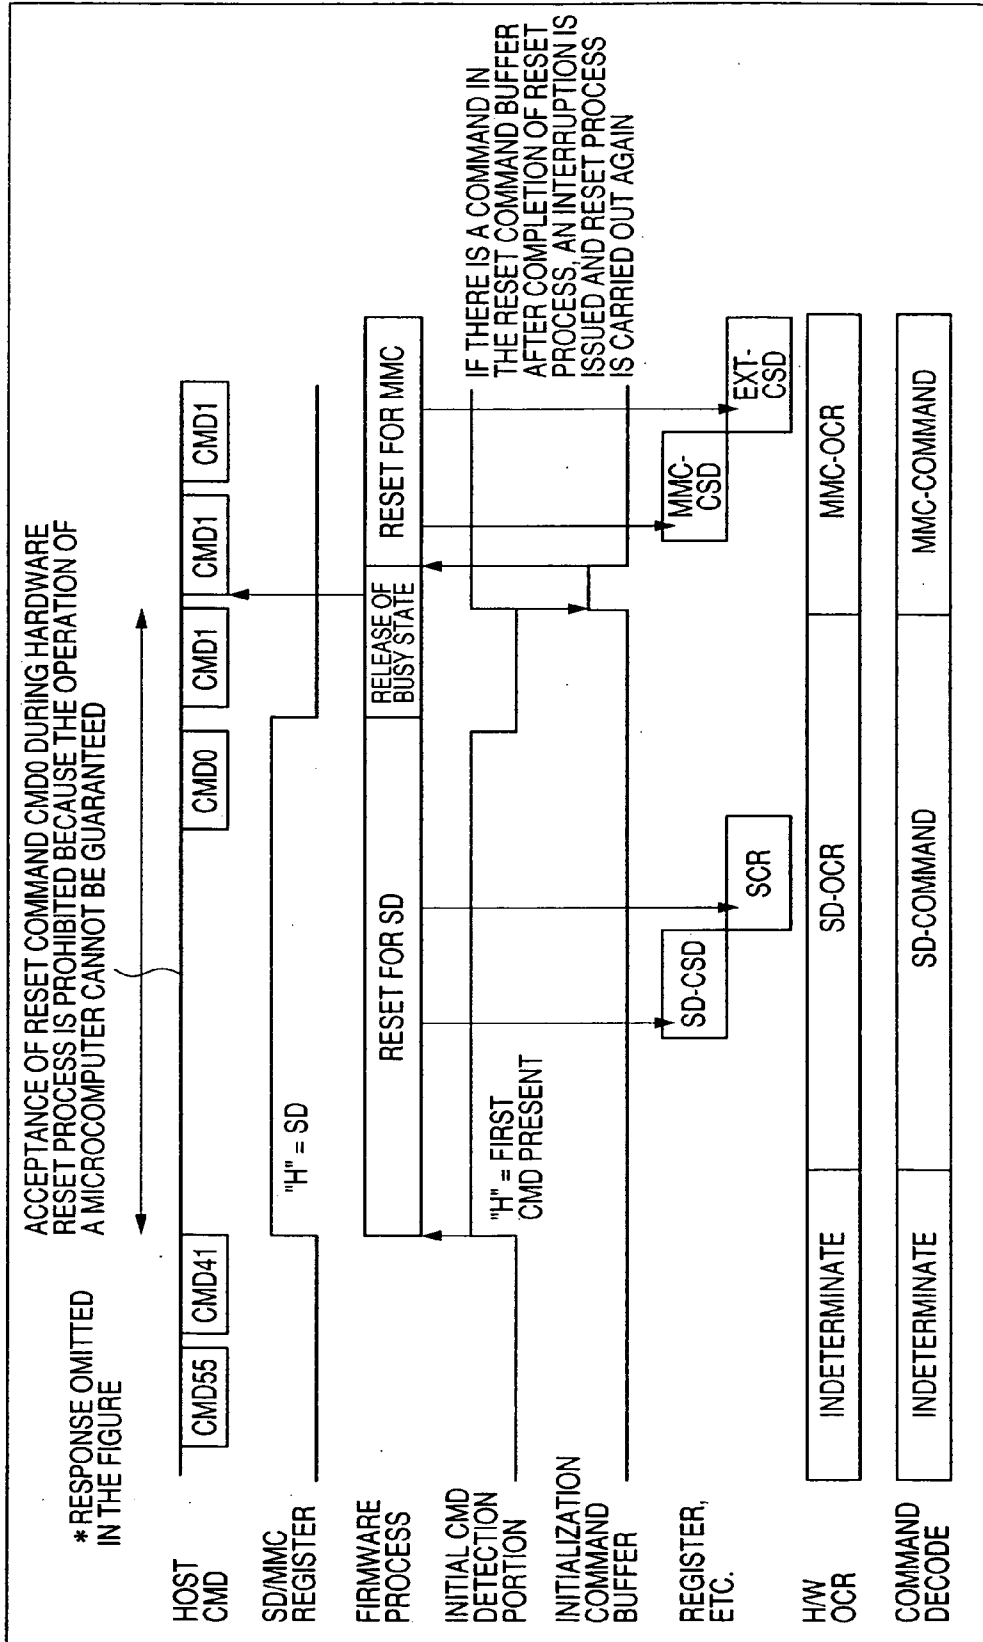 * RESPONSE OMITTED
IN THE FIGURE
ACCEPTANCE OF RESET COMMAND CMD0 DURING HARDWARE
RESET PROCESS IS PROHIBITED BECAUSE THE OPERATION OF
A MICROCOMPUTER CANNOT BE GUARANTEED
HOST
CMD
CMD55
CMD41
CMD0
CMD1
CMD1
CMD1
SD/MMC
REGISTER
"H" = SD
FIRMWARE
PROCESS
RESET FOR SD
RELEASE OF
BUSY STATE
RESET FOR MMC
INITIAL CMD
DETECTION
PORTION
"H" = FIRST
CMD PRESENT
IF THERE IS A COMMAND IN
THE RESET COMMAND BUFFER
AFTER COMPLETION OF RESET
PROCESS, AN INTERRUPTION IS
ISSUED AND RESET PROCESS
IS CARRIED OUT AGAIN
INITIALIZATION
COMMAND
BUFFER
REGISTER,
ETC.
SD-CSD
SCR
MMC-
CSD
EXT-
CSD
H/W
OCR
INDETERMINATE
SD-OCR
MMC-OCR
COMMAND
DECODE
INDETERMINATE
SD-COMMAND
MMC-COMMAND